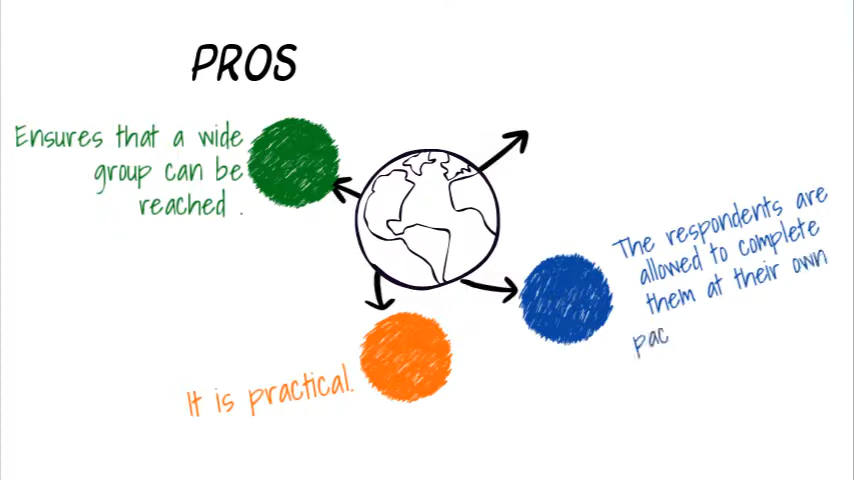 PROS
Ensures that a wide
group can be
reached .
It is practical.
The respondents are
allowed to complete
them at their own
pac